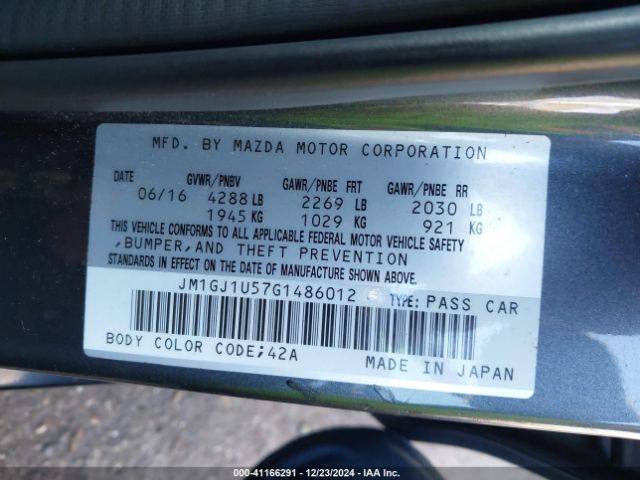 MFD. BY MAZDA MOTOR CORPORATION
DATE GVWR/PNBV GAWR/PNBE FRT GAWR/PNBE RR
06/16 4288 LB 2269 LB 2030 LB
1945 KG 1029 KG 921 KG
THIS VEHICLE CONFORMS TO ALL APPLICABLE FEDERAL MOTOR VEHICLE SAFETY
,BUMPER,AND THEFT PREVENTION
STANDARDS IN EFFECT ON THE DATE OF MANUFACTURE SHOWN ABOVE.
JM1GJ1U57G1486012 TYPE: PASS CAR
BODY COLOR CODE;42A MADE IN JAPAN
000-41166291 - 12/23/2024 - IAA Inc.